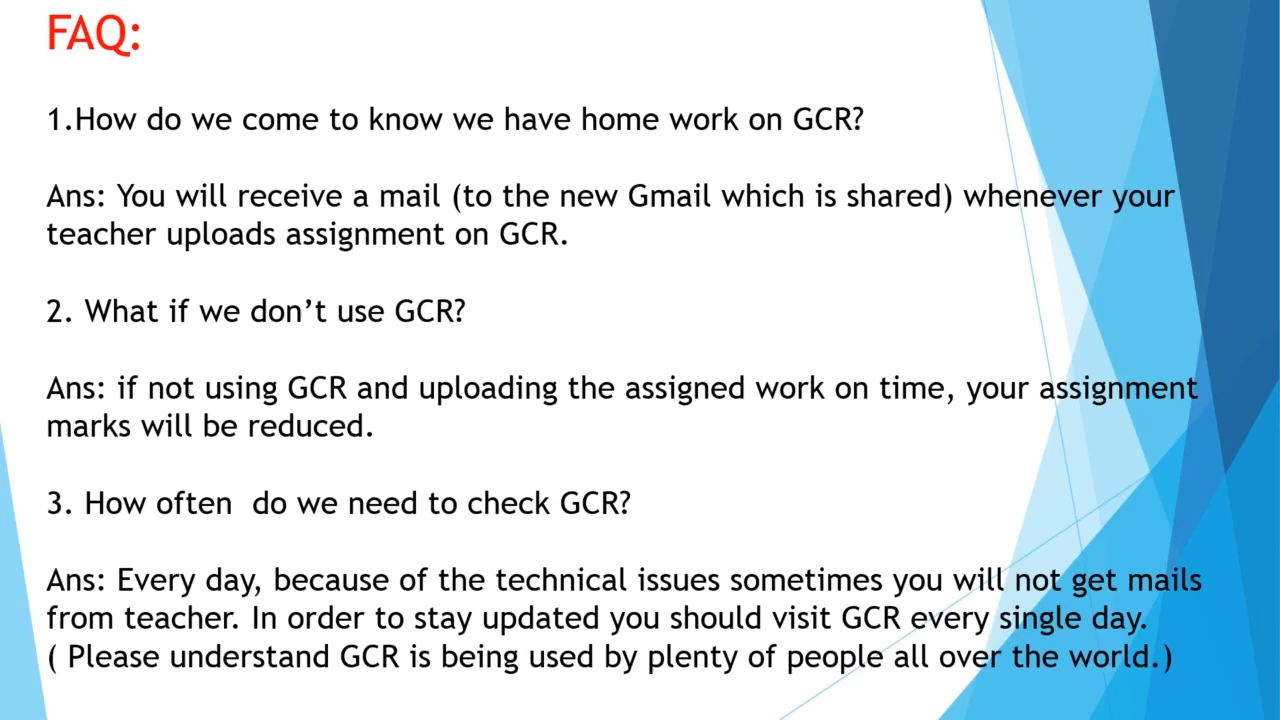 FAQ:
1.How do we come to know we have home work on GCR?
Ans: You will receive a mail (to the new Gmail which is shared) whenever your
teacher uploads assignment on GCR.
2. What if we don’t use GCR?
Ans: if not using GCR and uploading the assigned work on time, your assignment
marks will be reduced.
3. How often  do we need to check GCR?
Ans: Every day, because of the technical issues sometimes you will not get mails
from teacher. In order to stay updated you should visit GCR every single day.
( Please understand GCR is being used by plenty of people all over the world.)